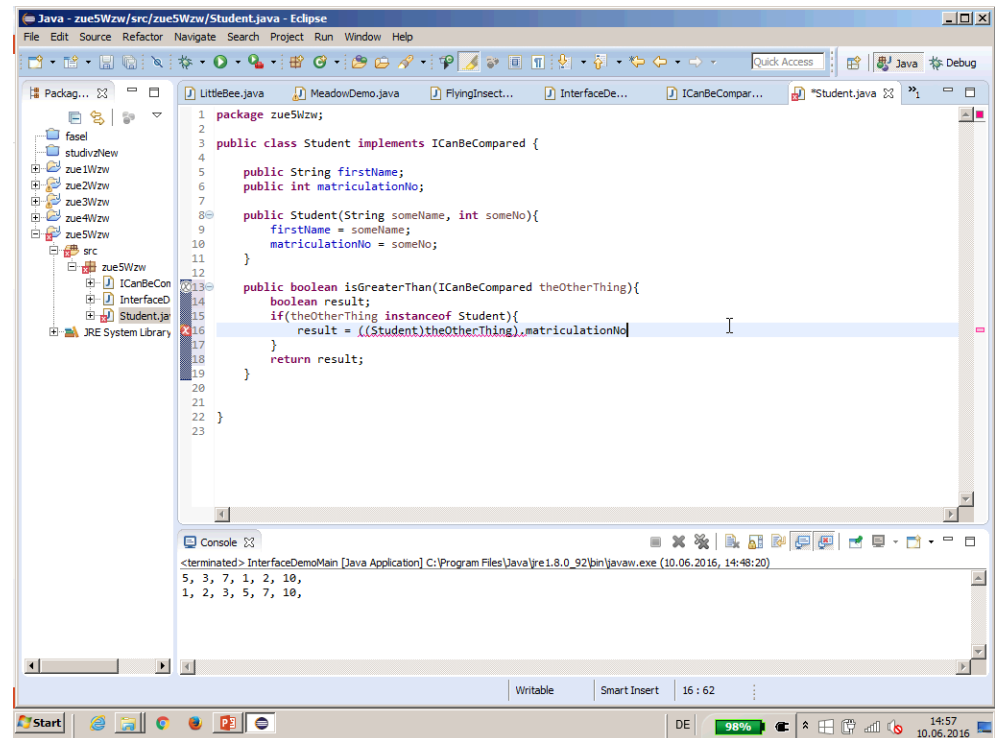 Java - zue5Wzw/src/zue5Wzw/Student.java - Eclipse
File Edit Source Refactor Navigate Search Project Run Window Help
Quick Access Java Debug
Packag...
LittleBee.java MeadowDemo.java FlyingInsect... InterfaceDe... ICanBeCompar... *Student.java »1
fasel
studivzNew
zue1Wzw
zue2Wzw
zue3Wzw
zue4Wzw
zue5Wzw
src
zue5Wzw
ICanBeCon
InterfaceD
Student.ja
JRE System Library
1 package zue5Wzw;
2
3 public class Student implements ICanBeCompared {
4
5     public String firstName;
6     public int matriculationNo;
7
8     public Student(String someName, int someNo){
9         firstName = someName;
10         matriculationNo = someNo;
11     }
12
13     public boolean isGreaterThan(ICanBeCompared theOtherThing){
14         boolean result;
15         if(theOtherThing instanceof Student){
16             result = ((Student)theOtherThing).matriculationNo
17         }
18         return result;
19     }
20
21
22 }
23
Console
<terminated> InterfaceDemoMain [Java Application] C:\Program Files\Java\jre1.8.0_92\bin\javaw.exe (10.06.2016, 14:48:20)
5, 3, 7, 1, 2, 10,
1, 2, 3, 5, 7, 10,
Writable Smart Insert 16 : 62
Start DE 98% 14:57
10.06.2016